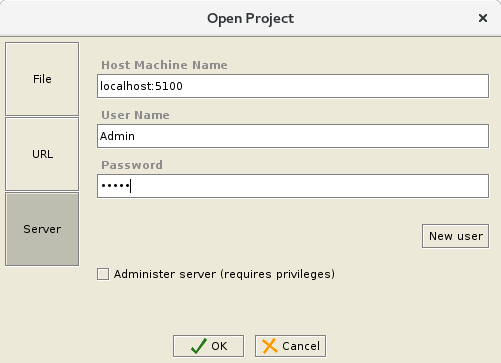 Open Project
File
URL
Server
Host Machine Name
localhost:5100
User Name
Admin
Password
•••••
New user
Administer server (requires privileges)
OK
Cancel